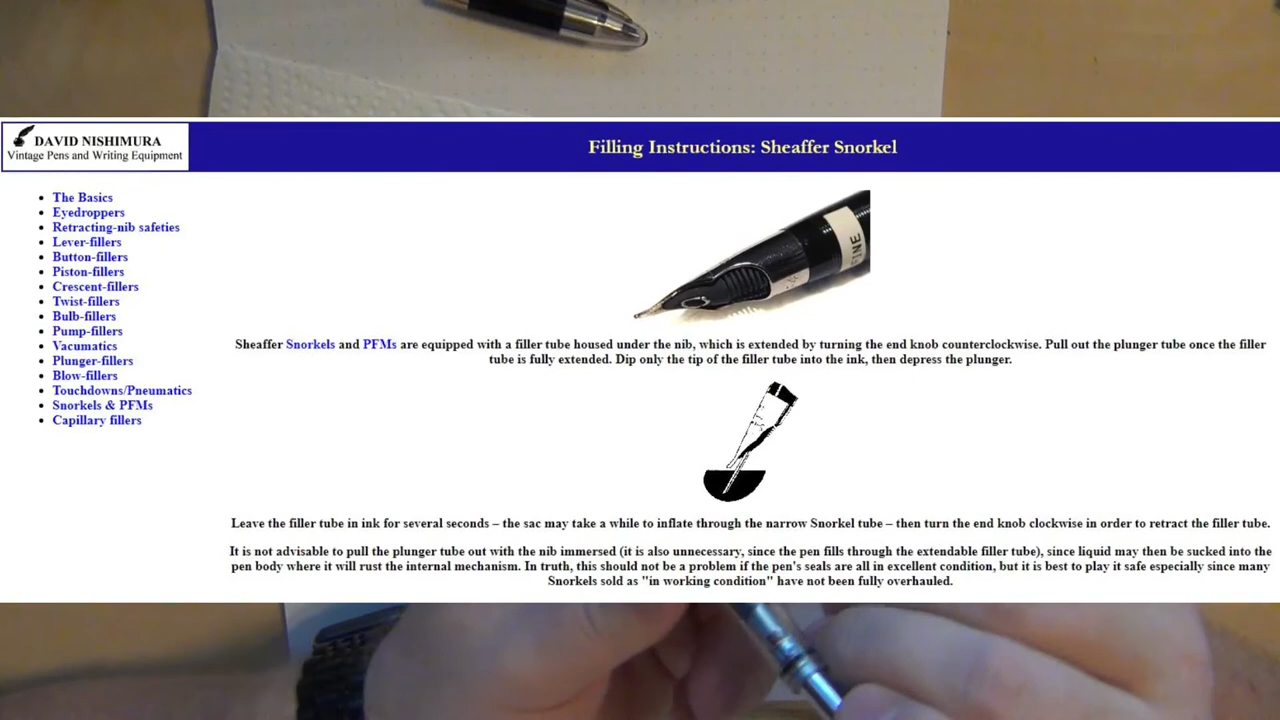 DAVID NISHIMURA
Vintage Pens and Writing Equipment
Filling Instructions: Sheaffer Snorkel
The Basics
Eyedroppers
Retracting-nib safeties
Lever-fillers
Button-fillers
Piston-fillers
Crescent-fillers
Twist-fillers
Bulb-fillers
Pump-fillers
Vacumatics
Plunger-fillers
Blow-fillers
Touchdowns/Pneumatics
Snorkels & PFMs
Capillary fillers
FINE
Sheaffer Snorkels and PFMs are equipped with a filler tube housed under the nib, which is extended by turning the end knob counterclockwise. Pull out the plunger tube once the filler
tube is fully extended. Dip only the tip of the filler tube into the ink, then depress the plunger.
Leave the filler tube in ink for several seconds – the sac may take a while to inflate through the narrow Snorkel tube – then turn the end knob clockwise in order to retract the filler tube.
It is not advisable to pull the plunger tube out with the nib immersed (it is also unnecessary, since the pen fills through the extendable filler tube), since liquid may then be sucked into the
pen body where it will rust the internal mechanism. In truth, this should not be a problem if the pen's seals are all in excellent condition, but it is best to play it safe especially since many
Snorkels sold as "in working condition" have not been fully overhauled.